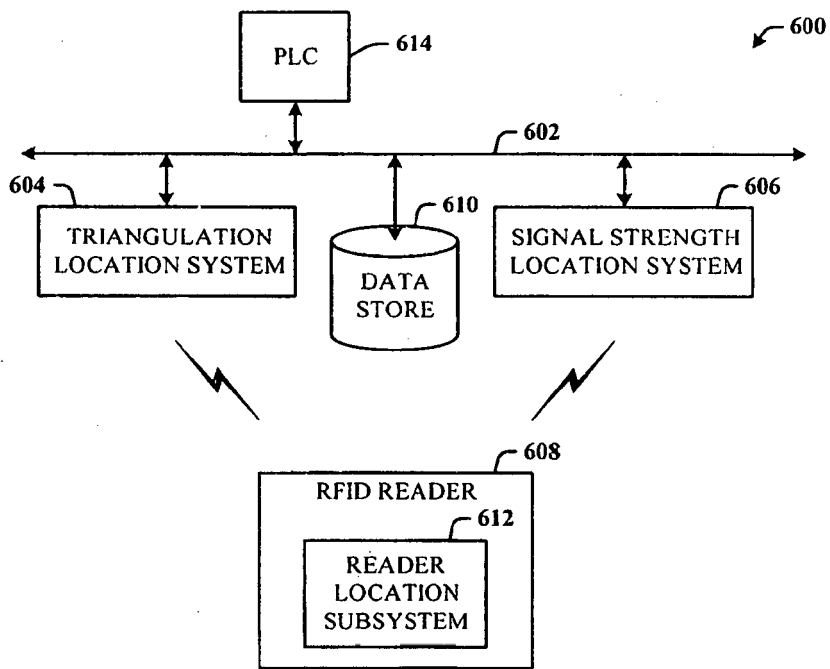 600
PLC
614
602
604
TRIANGULATION
LOCATION SYSTEM
610
DATA
STORE
606
SIGNAL STRENGTH
LOCATION SYSTEM
608
RFID READER
612
READER
LOCATION
SUBSYSTEM